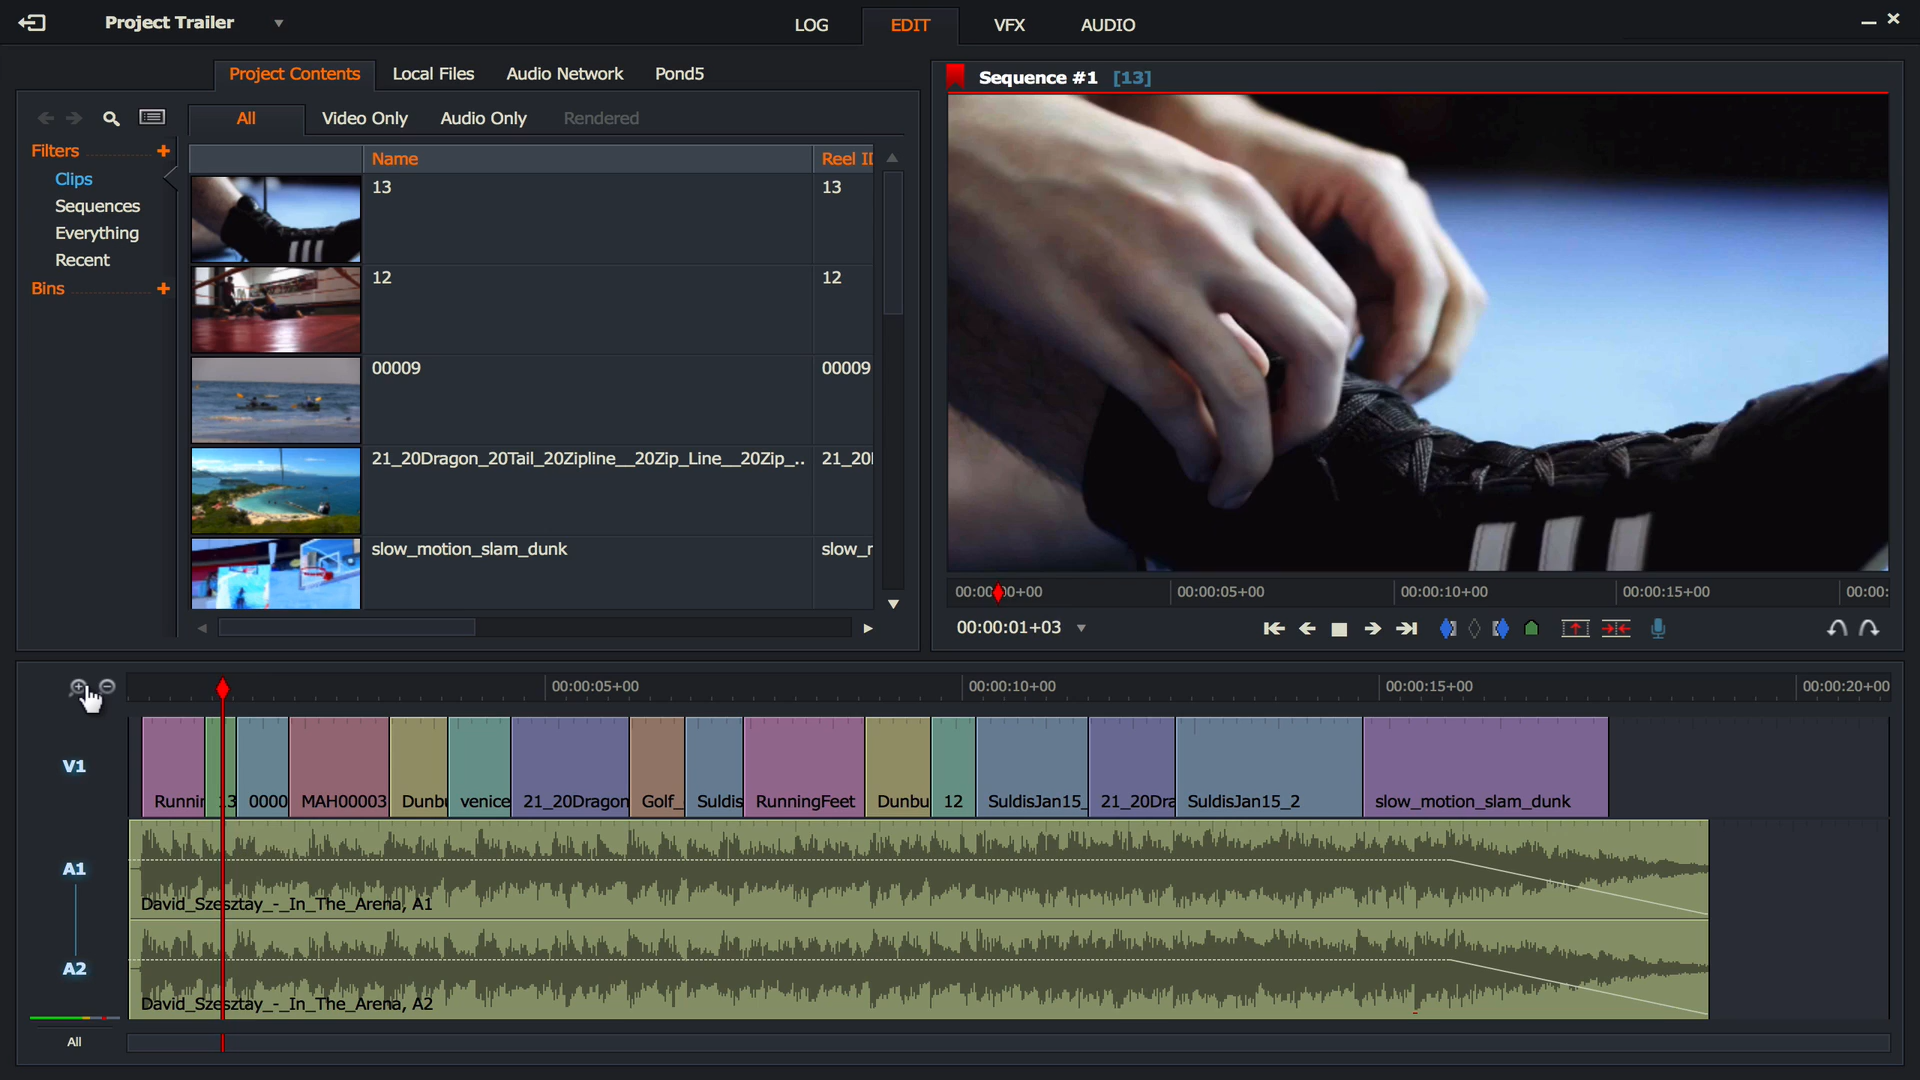 Project Trailer
LOG EDIT VFX AUDIO
Project Contents Local Files Audio Network Pond5
All Video Only Audio Only Rendered
Filters
Clips
Sequences
Everything
Recent
Bins
Name Reel ID
13 13
12 12
00009 00009
21_20Dragon_20Tail_20Zipline__20Zip_Line__20Zip_.. 21_20
slow_motion_slam_dunk slow_r
Sequence #1 [13]
00:00:00+00 00:00:05+00 00:00:10+00 00:00:15+00 00:00:
00:00:01+03
00:00:05+00 00:00:10+00 00:00:15+00 00:00:20+00
V1
Runnin 13 0000 MAH00003 Dunbu venice 21_20Dragon Golf_ Suldis RunningFeet Dunbu 12 SuldisJan15_ 21_20Dra SuldisJan15_2 slow_motion_slam_dunk
A1
David_Szesztay_-_In_The_Arena, A1
A2
David_Szesztay_-_In_The_Arena, A2
All